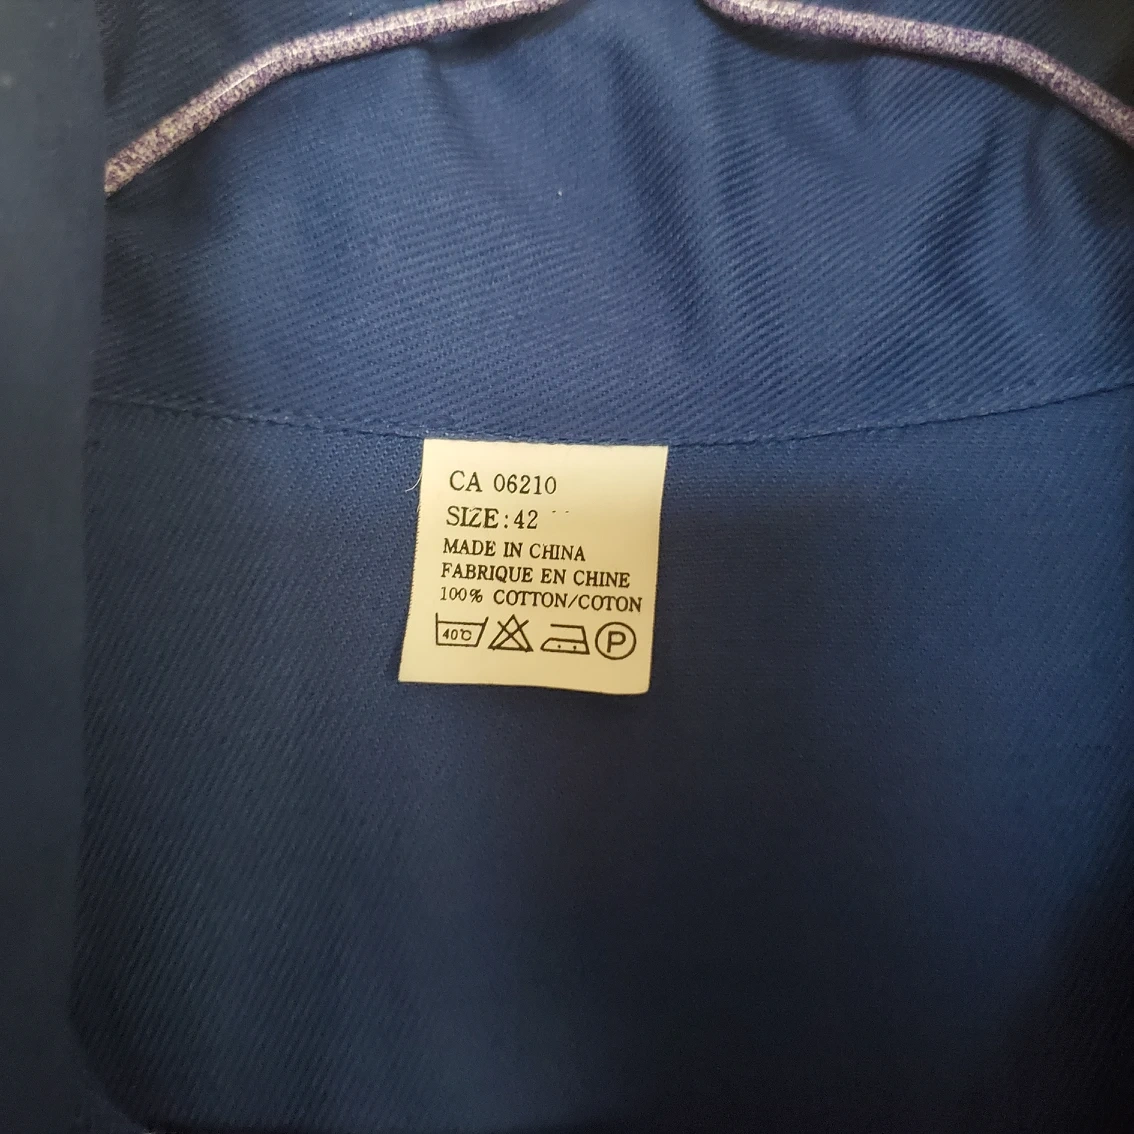 CA 06210
SIZE:42
MADE IN CHINA
FABRIQUE EN CHINE
100% COTTON/COTON
40℃ P